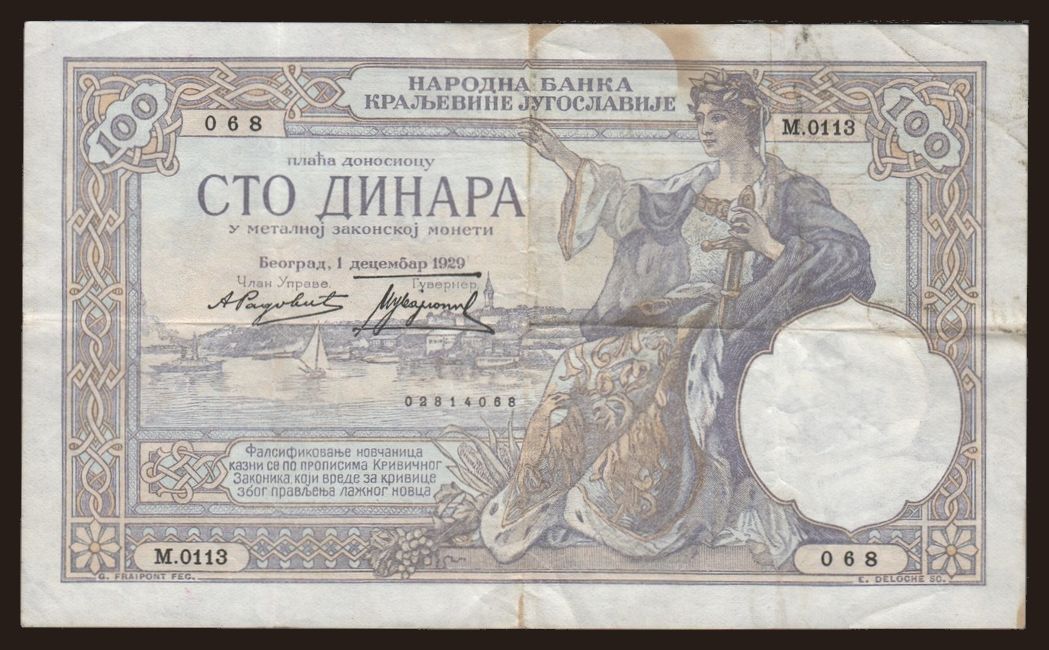 НАРОДНА БАНКА
КРАЉЕВИНЕ ЈУГОСЛАВИЈЕ
100
100
068
М.0113
плаћа доносиоцу
СТО ДИНАРА
у металној законској монети
Београд, 1 децембар 1929
Члан Управе
Гувернер
02814068
Фалсификовање новчаница
казни се по прописима Кривичног
Законика, који вреде за кривице
због прављења лажног новца
М.0113
068
G. FRAIPONT FEC.
E. DELOCHE SC.